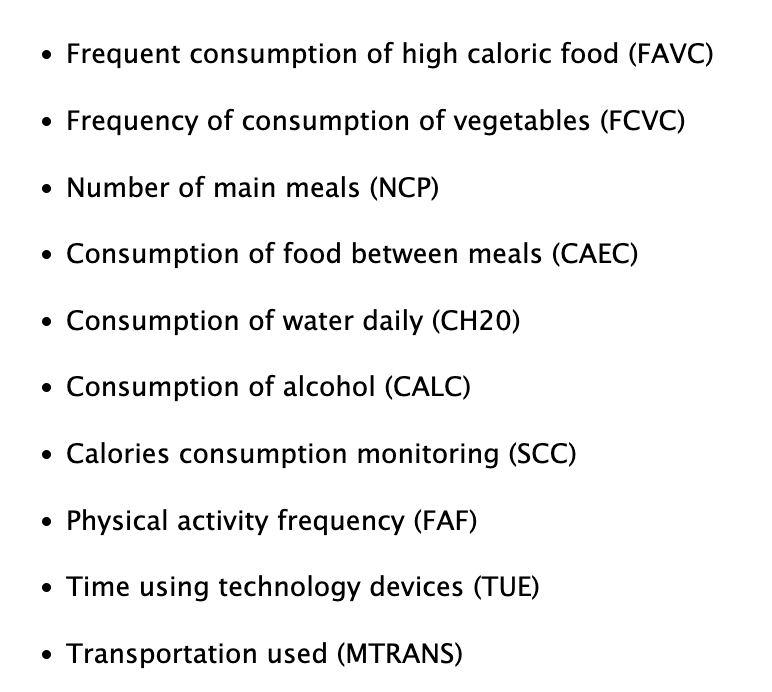 • Frequent consumption of high caloric food (FAVC)
• Frequency of consumption of vegetables (FCVC)
• Number of main meals (NCP)
• Consumption of food between meals (CAEC)
• Consumption of water daily (CH20)
• Consumption of alcohol (CALC)
• Calories consumption monitoring (SCC)
• Physical activity frequency (FAF)
• Time using technology devices (TUE)
• Transportation used (MTRANS)